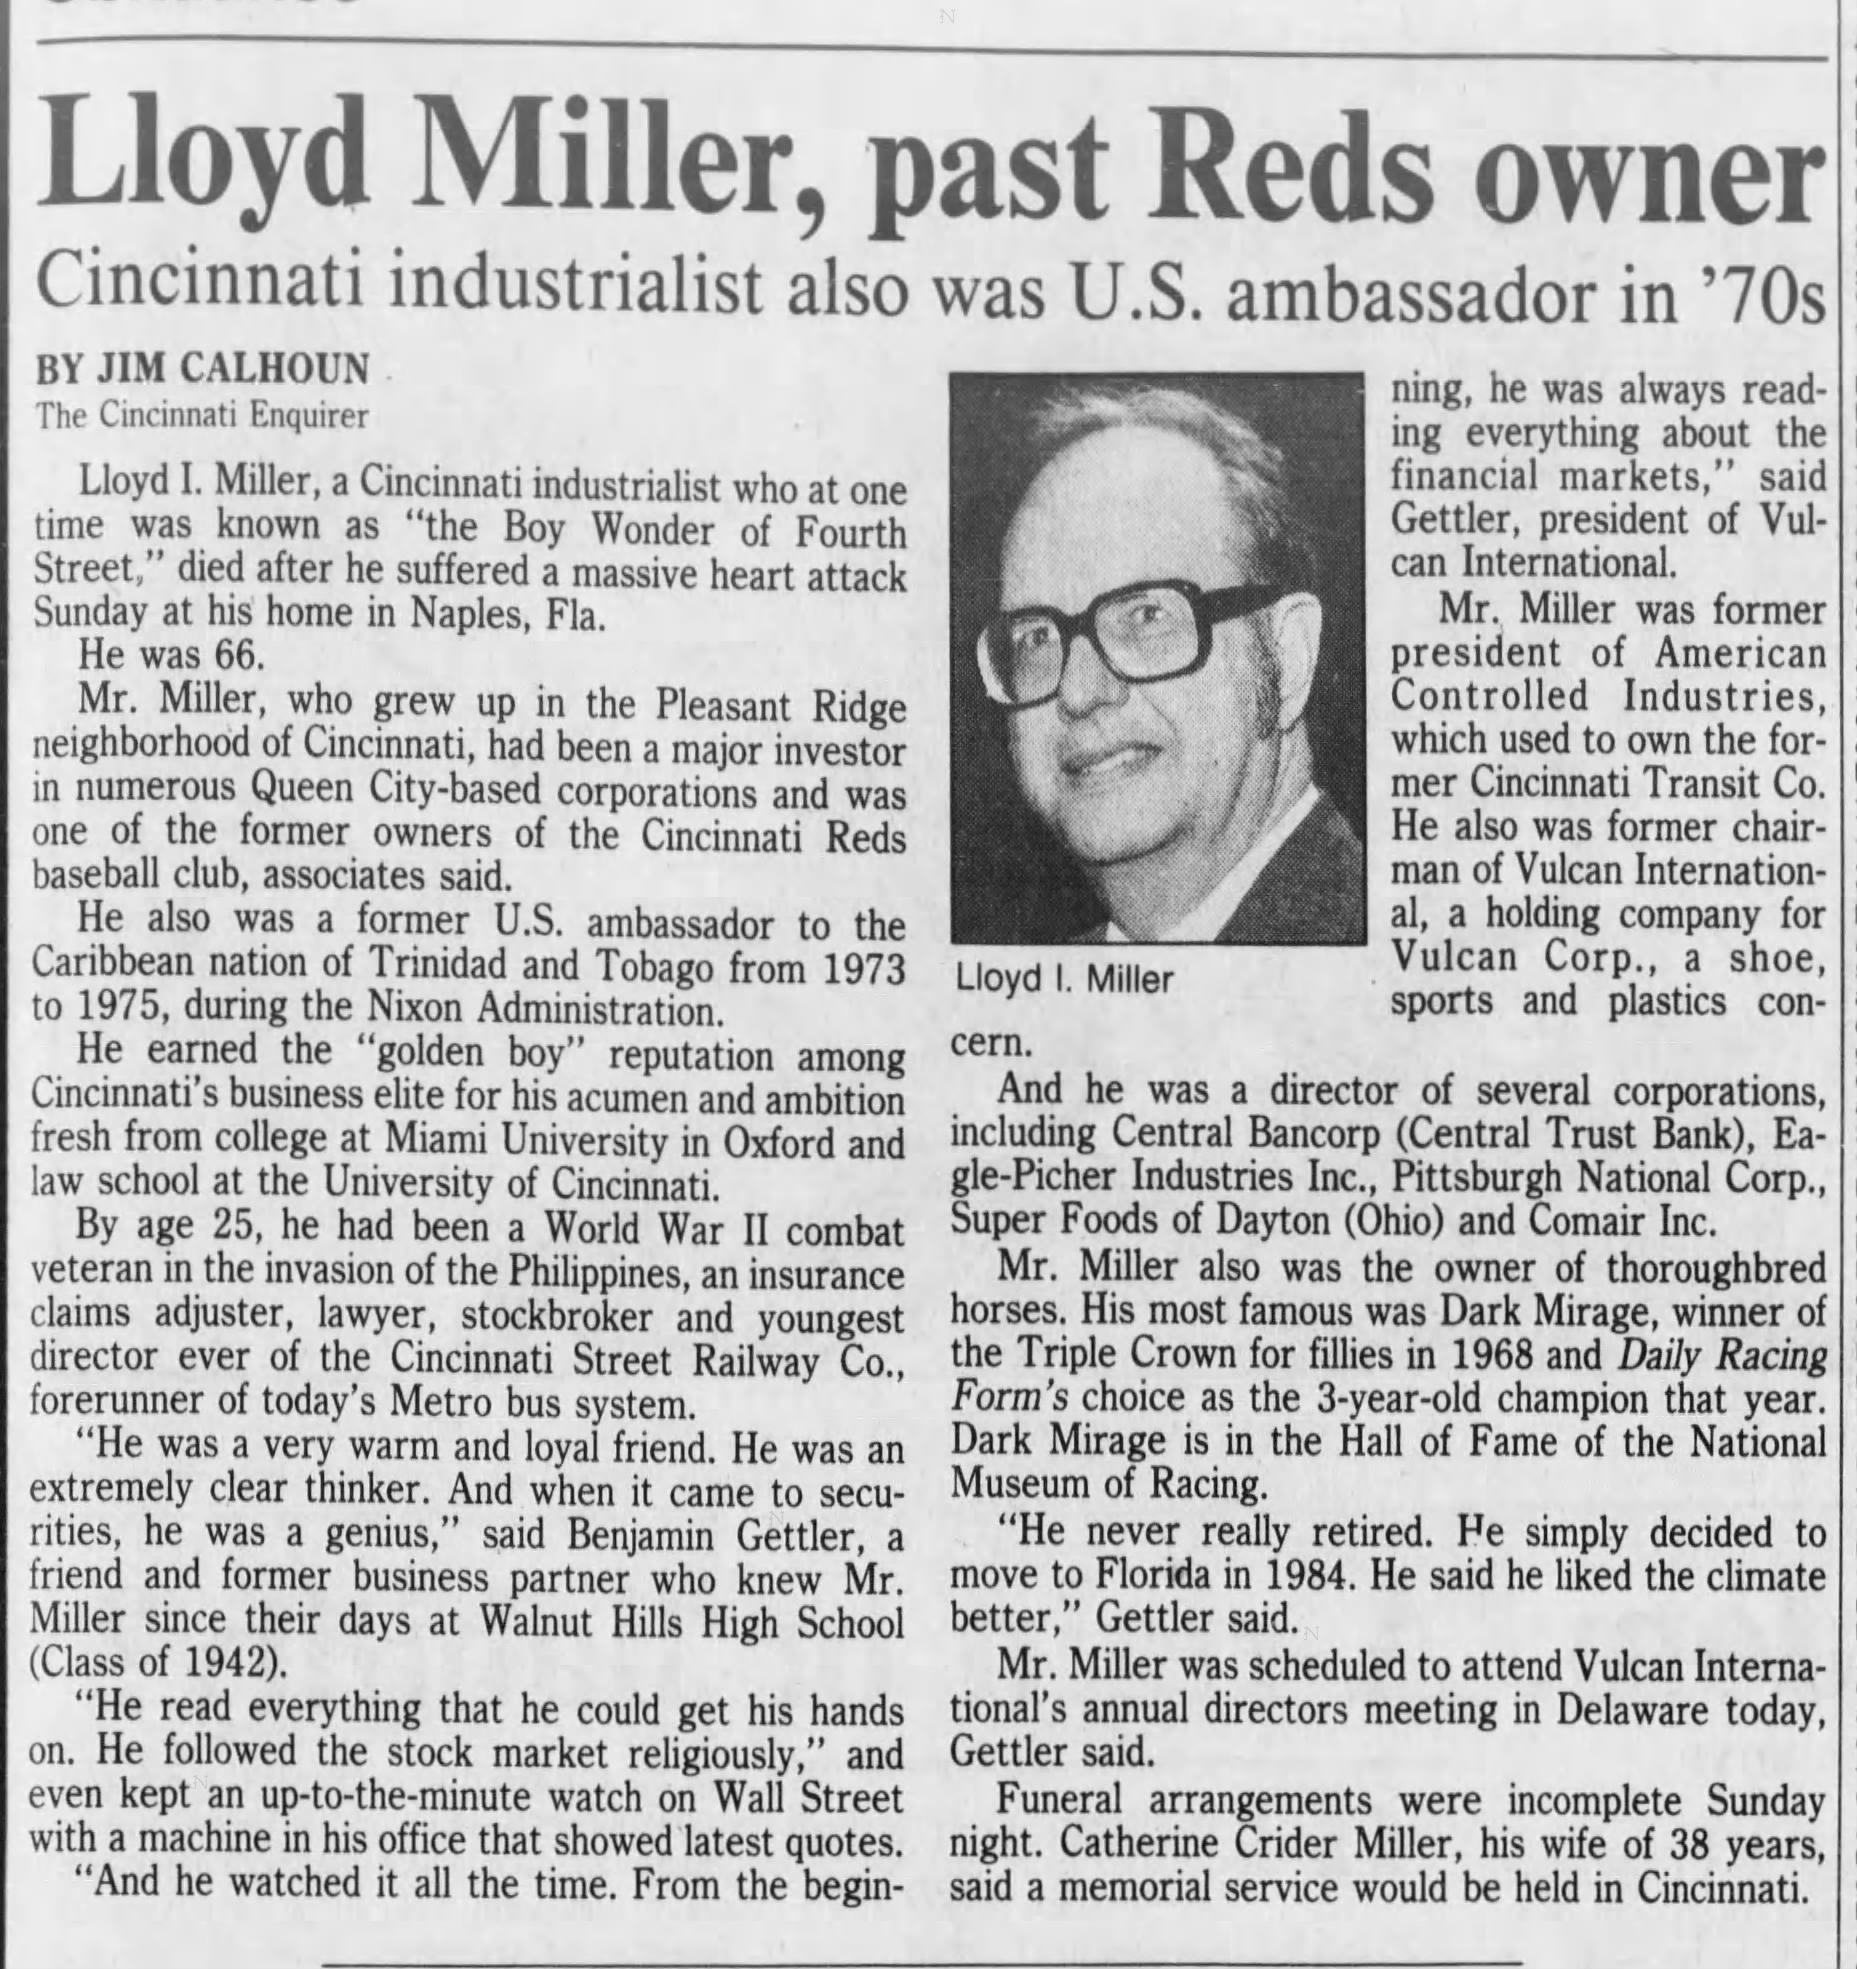 Lloyd Miller, past Reds owner
Cincinnati industrialist also was U.S. ambassador in ’70s
BY JIM CALHOUN
The Cincinnati Enquirer
Lloyd I. Miller, a Cincinnati industrialist who at one
time was known as “the Boy Wonder of Fourth
Street,” died after he suffered a massive heart attack
Sunday at his home in Naples, Fla.
He was 66.
Mr. Miller, who grew up in the Pleasant Ridge
neighborhood of Cincinnati, had been a major investor
in numerous Queen City-based corporations and was
one of the former owners of the Cincinnati Reds
baseball club, associates said.
He also was a former U.S. ambassador to the
Caribbean nation of Trinidad and Tobago from 1973
to 1975, during the Nixon Administration.
He earned the “golden boy” reputation among
Cincinnati’s business elite for his acumen and ambition
fresh from college at Miami University in Oxford and
law school at the University of Cincinnati.
By age 25, he had been a World War II combat
veteran in the invasion of the Philippines, an insurance
claims adjuster, lawyer, stockbroker and youngest
director ever of the Cincinnati Street Railway Co.,
forerunner of today’s Metro bus system.
“He was a very warm and loyal friend. He was an
extremely clear thinker. And when it came to secu-
rities, he was a genius,” said Benjamin Gettler, a
friend and former business partner who knew Mr.
Miller since their days at Walnut Hills High School
(Class of 1942).
“He read everything that he could get his hands
on. He followed the stock market religiously,” and
even kept an up-to-the-minute watch on Wall Street
with a machine in his office that showed latest quotes.
“And he watched it all the time. From the begin-
Lloyd I. Miller
ning, he was always read-
ing everything about the
financial markets,” said
Gettler, president of Vul-
can International.
Mr. Miller was former
president of American
Controlled Industries,
which used to own the for-
mer Cincinnati Transit Co.
He also was former chair-
man of Vulcan Internation-
al, a holding company for
Vulcan Corp., a shoe,
sports and plastics con-
cern.
And he was a director of several corporations,
including Central Bancorp (Central Trust Bank), Ea-
gle-Picher Industries Inc., Pittsburgh National Corp.,
Super Foods of Dayton (Ohio) and Comair Inc.
Mr. Miller also was the owner of thoroughbred
horses. His most famous was Dark Mirage, winner of
the Triple Crown for fillies in 1968 and Daily Racing
Form’s choice as the 3-year-old champion that year.
Dark Mirage is in the Hall of Fame of the National
Museum of Racing.
“He never really retired. He simply decided to
move to Florida in 1984. He said he liked the climate
better,” Gettler said.
Mr. Miller was scheduled to attend Vulcan Interna-
tional’s annual directors meeting in Delaware today,
Gettler said.
Funeral arrangements were incomplete Sunday
night. Catherine Crider Miller, his wife of 38 years,
said a memorial service would be held in Cincinnati.